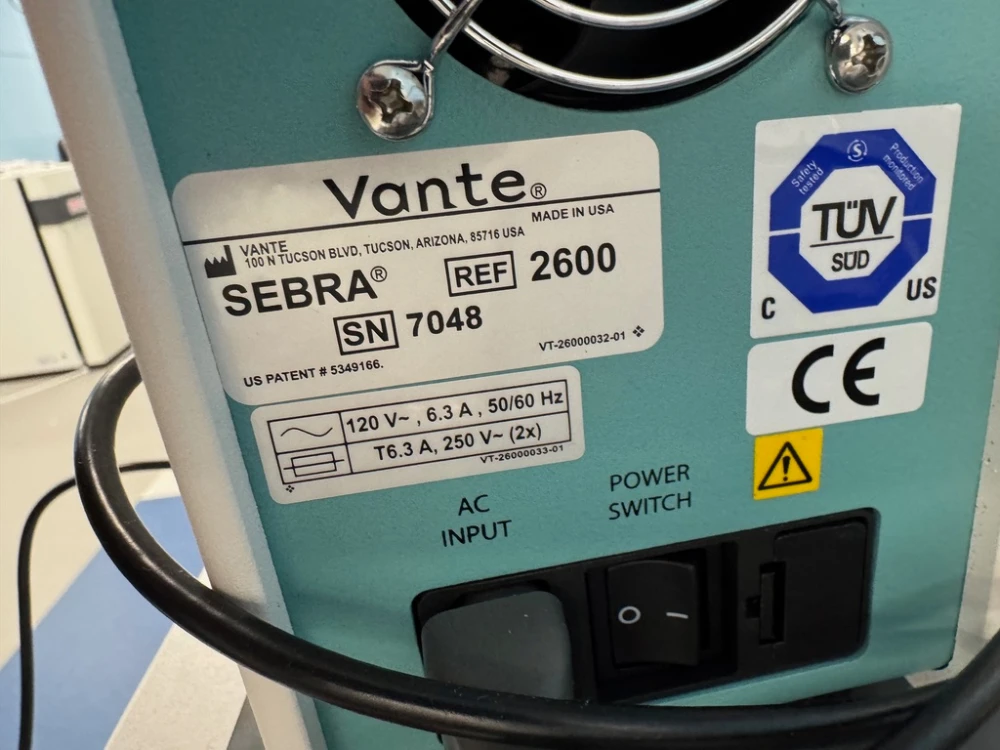 Vante®
MADE IN USA
VANTE
100 N TUCSON BLVD, TUCSON, ARIZONA, 85716 USA
SEBRA® REF 2600
SN 7048
US PATENT # 5349166.
VT-26000032-01
120 V~ , 6.3 A , 50/60 Hz
T6.3 A, 250 V~ (2x)
VT-26000033-01
Safety tested
S
Production monitored
TÜV
SÜD
C US
CE
AC
INPUT
POWER
SWITCH
O I